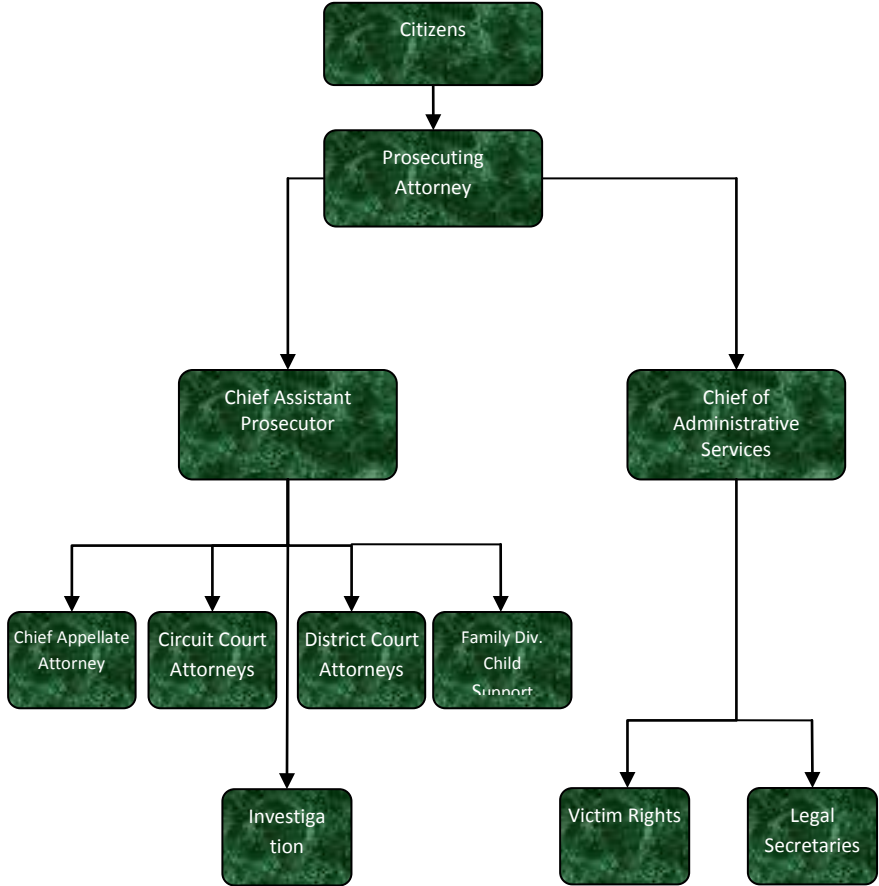 Citizens
Prosecuting
Attorney
Chief Assistant
Prosecutor
Chief of
Administrative
Services
Chief Appellate
Attorney
Circuit Court
Attorneys
District Court
Attorneys
Family Div.
Child
Support
Investiga
tion
Victim Rights
Legal
Secretaries